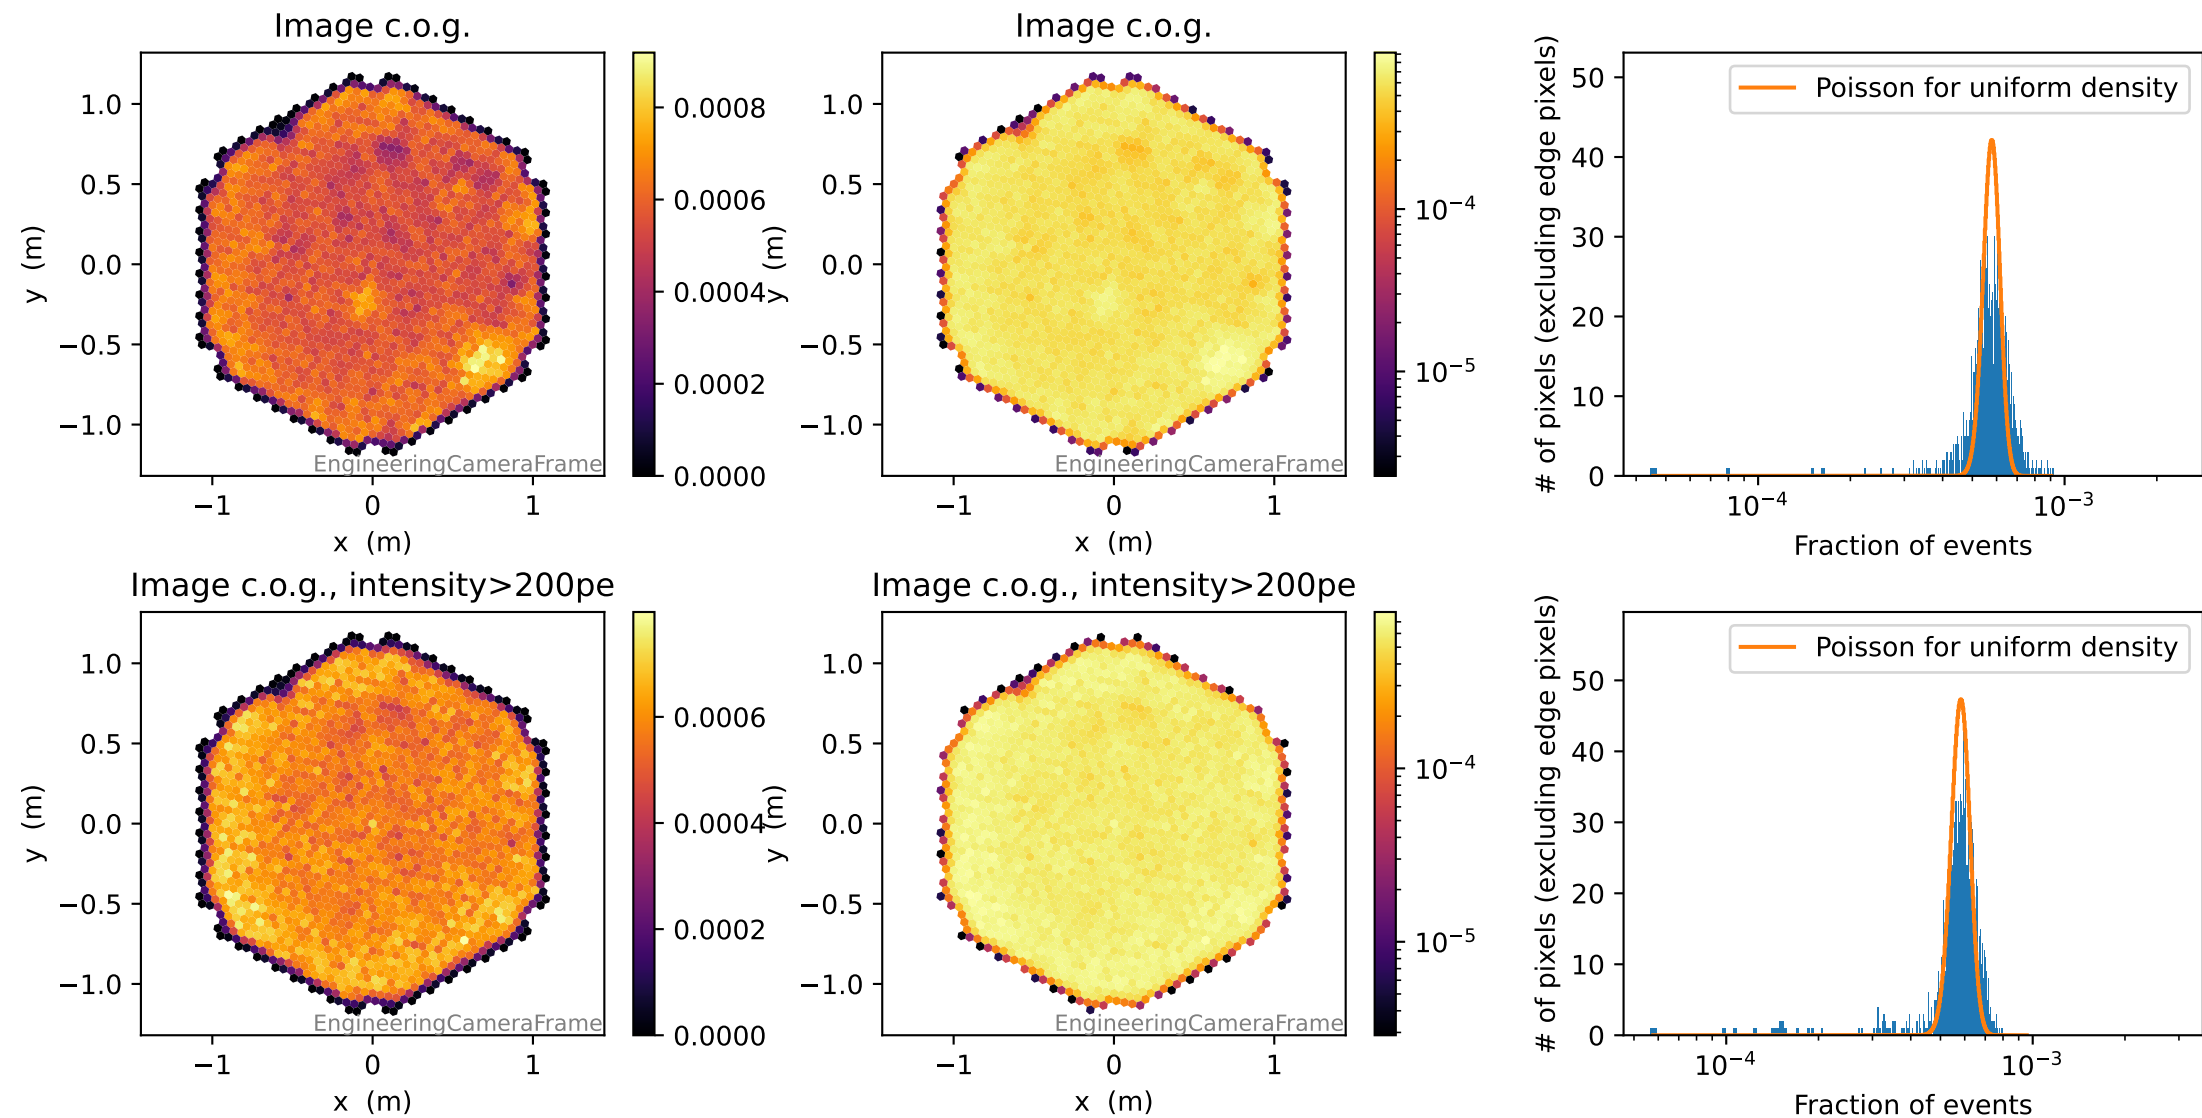 Image c.o.g.
1.0
0.5
0.0
−0.5
−1.0
−1
0
1
y (m)
x (m)
EngineeringCameraFrame
0.0008
0.0006
0.0004
0.0002
0.0000
Image c.o.g.
1.0
0.5
0.0
−0.5
−1.0
−1
0
1
y (m)
x (m)
EngineeringCameraFrame
10⁻⁴
10⁻⁵
50
40
30
20
10
0
# of pixels (excluding edge pixels)
Poisson for uniform density
10⁻⁴
10⁻³
Fraction of events
Image c.o.g., intensity>200pe
1.0
0.5
0.0
−0.5
−1.0
−1
0
1
y (m)
x (m)
EngineeringCameraFrame
0.0006
0.0004
0.0002
0.0000
Image c.o.g., intensity>200pe
1.0
0.5
0.0
−0.5
−1.0
−1
0
1
y (m)
x (m)
EngineeringCameraFrame
10⁻⁴
10⁻⁵
50
40
30
20
10
0
# of pixels (excluding edge pixels)
Poisson for uniform density
10⁻⁴
10⁻³
Fraction of events